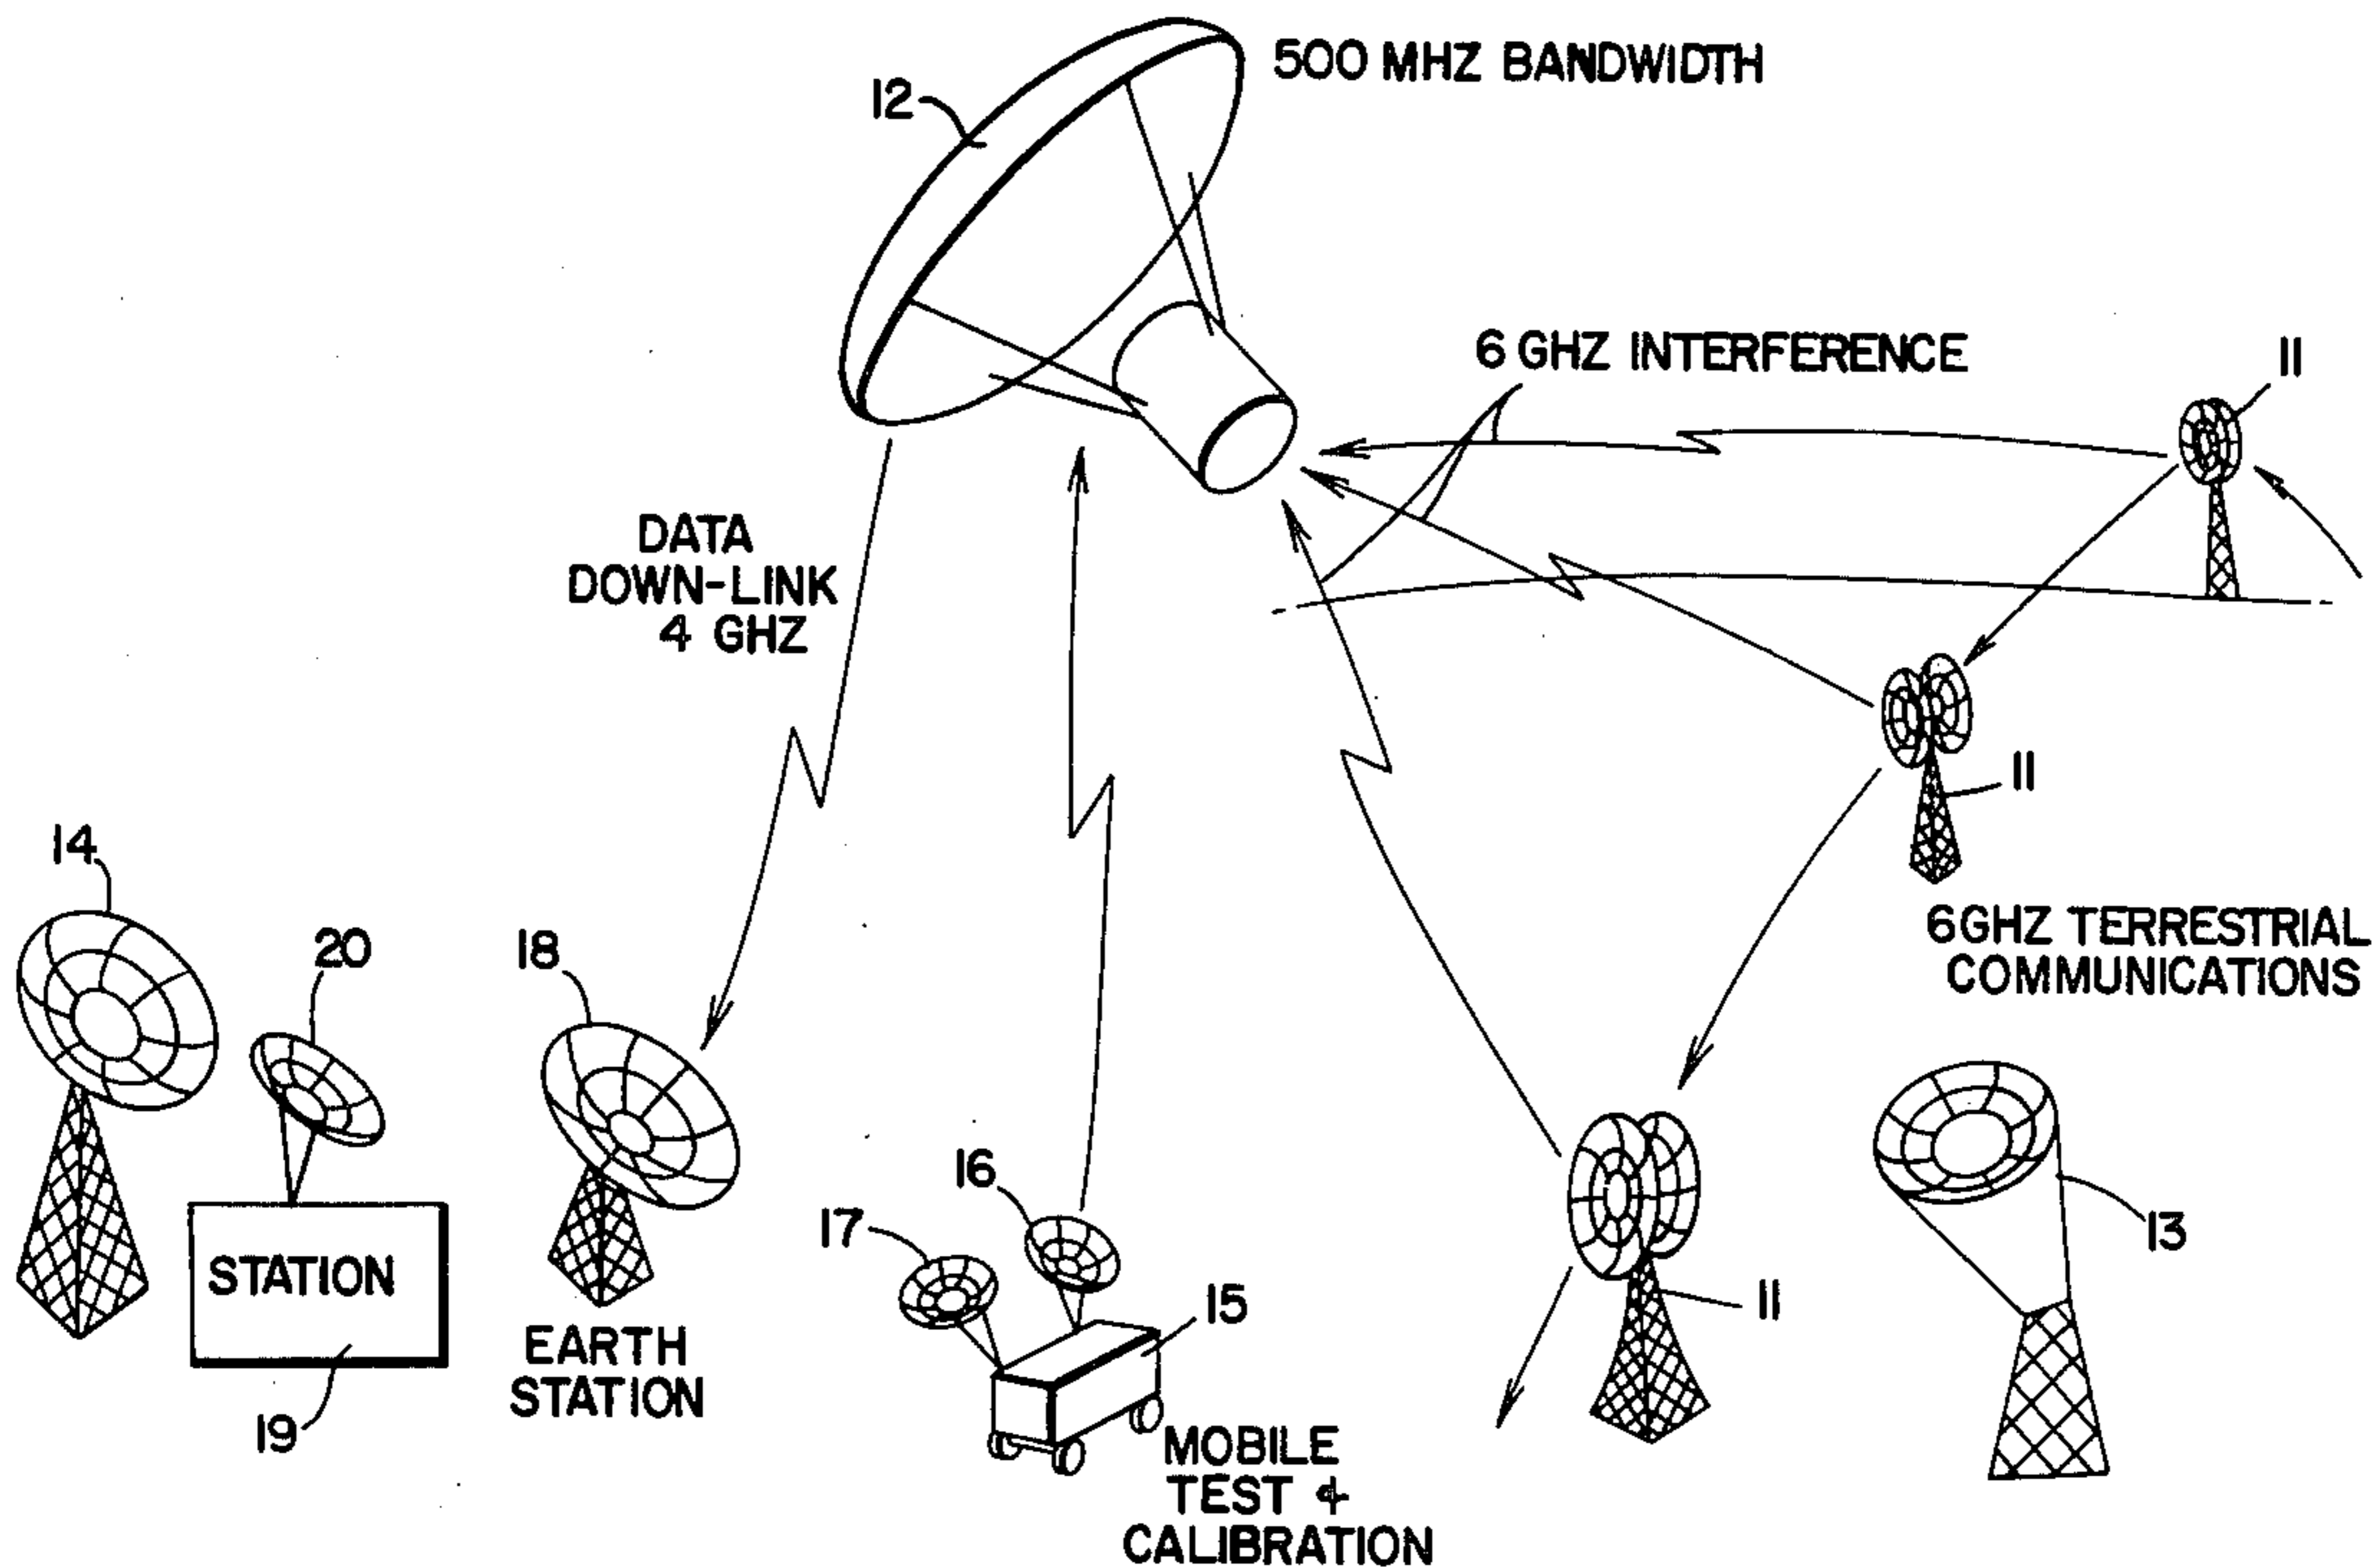 500 MHZ BANDWIDTH
12
6 GHZ INTERFERENCE
11
DATA
DOWN-LINK
4 GHZ
11
14
20
18
6GHZ TERRESTRIAL
COMMUNICATIONS
16
17
13
STATION
15
11
EARTH
STATION
19
MOBILE
TEST &
CALIBRATION